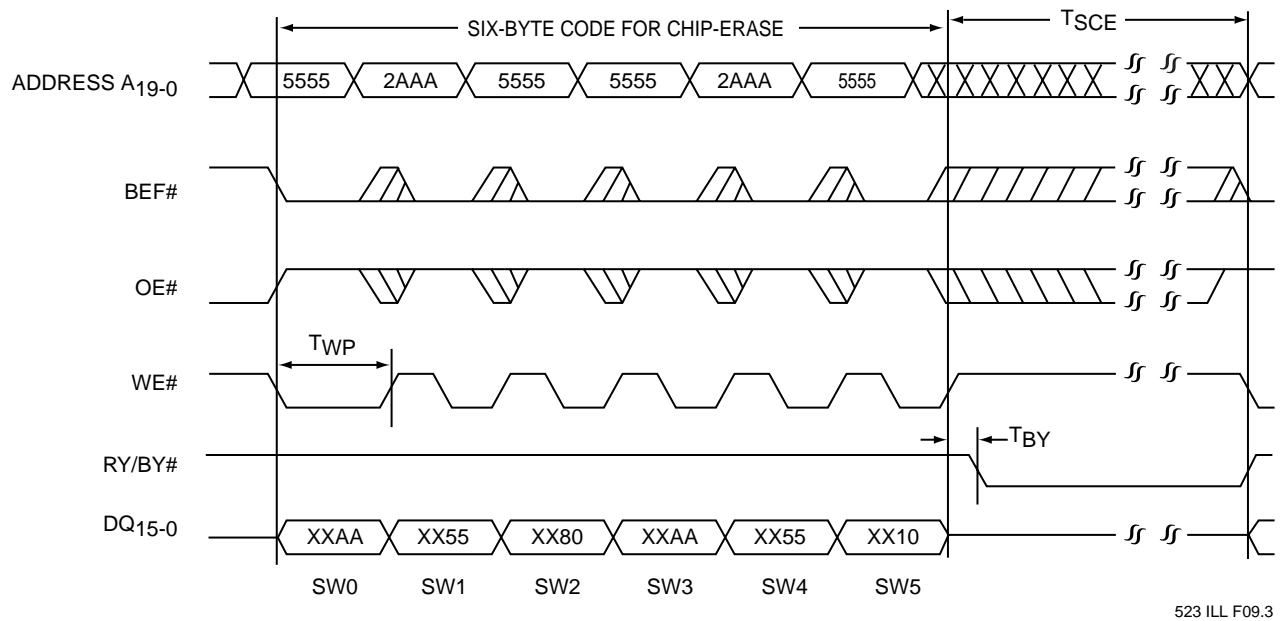 SIX-BYTE CODE FOR CHIP-ERASE TSCE
ADDRESS A19-0 5555 2AAA 5555 5555 2AAA 5555
BEF#
OE#
TWP
WE#
TBY
RY/BY#
DQ15-0 XXAA XX55 XX80 XXAA XX55 XX10
SW0 SW1 SW2 SW3 SW4 SW5
523 ILL F09.3